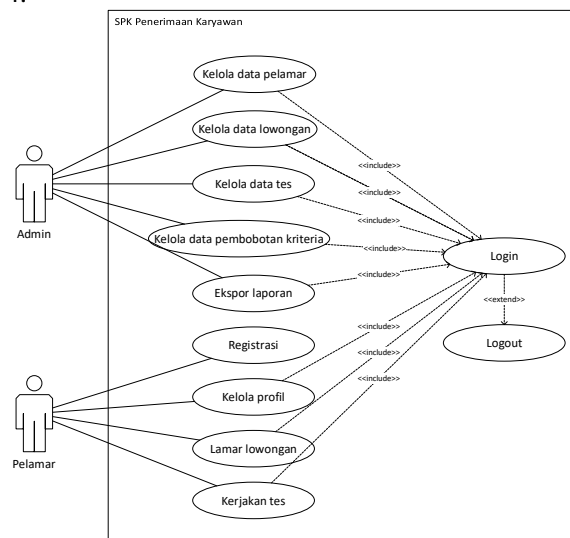 SPK Penerimaan Karyawan
Kelola data pelamar
Kelola data lowongan
<<include>>
<<include>>
Kelola data tes
<<include>>
Admin
Kelola data pembobotan kriteria
<<include>>
Login
<<include>>
Ekspor laporan
<<extend>>
Registrasi
<<include>>
Logout
<<include>>
Kelola profil
<<include>>
Pelamar
Lamar lowongan
Kerjakan tes